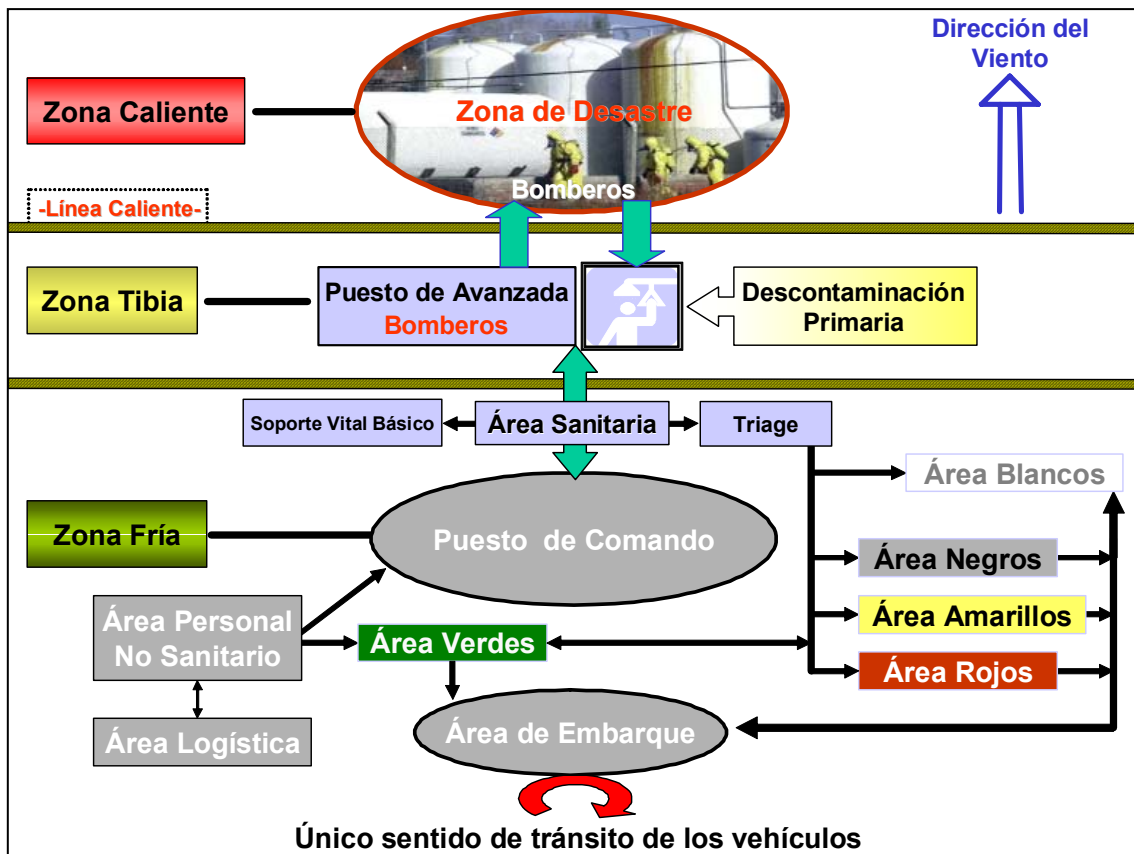 Dirección del
Viento
Zona Caliente
Zona de Desastre
Bomberos
-Línea Caliente-
Zona Tibia
Puesto de Avanzada
Bomberos
Descontaminación
Primaria
Soporte Vital Básico
Área Sanitaria
Triage
Área Blancos
Zona Fría
Puesto de Comando
Área Negros
Área Personal
No Sanitario
Área Amarillos
Área Verdes
Área Rojos
Área Logística
Área de Embarque
Único sentido de tránsito de los vehículos